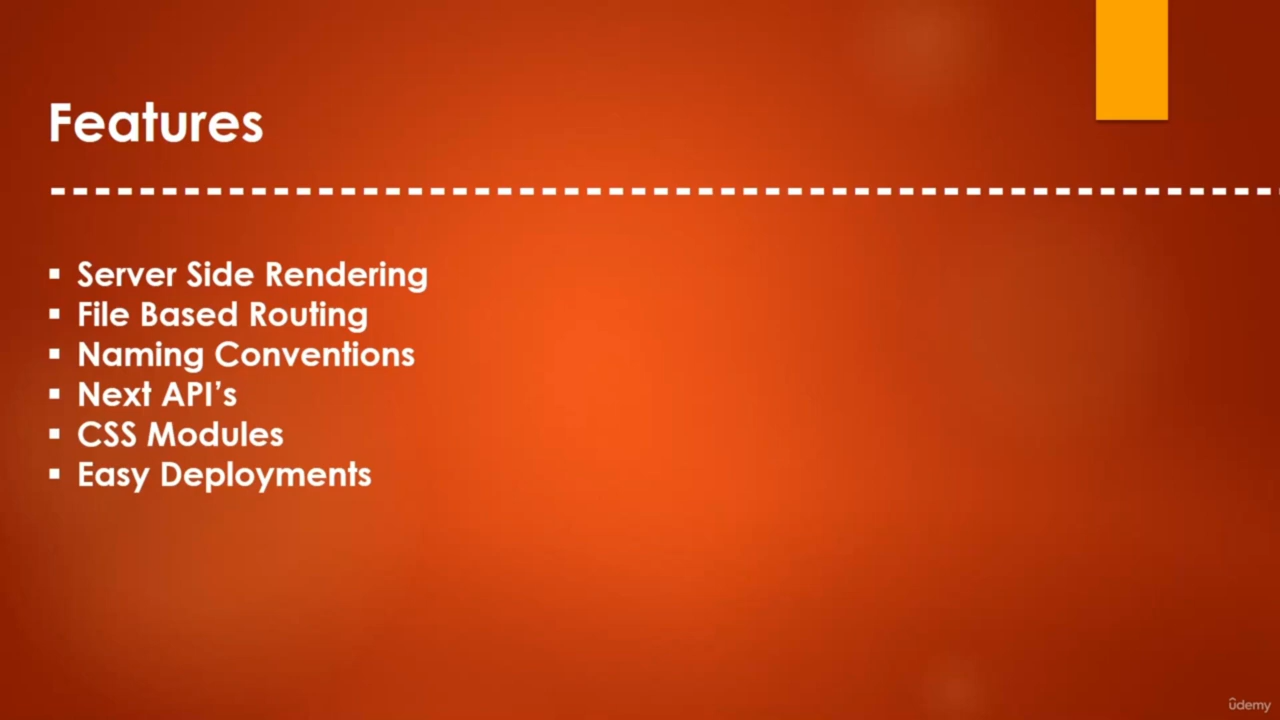 Features
▪ Server Side Rendering
▪ File Based Routing
▪ Naming Conventions
▪ Next API’s
▪ CSS Modules
▪ Easy Deployments
ûdemy